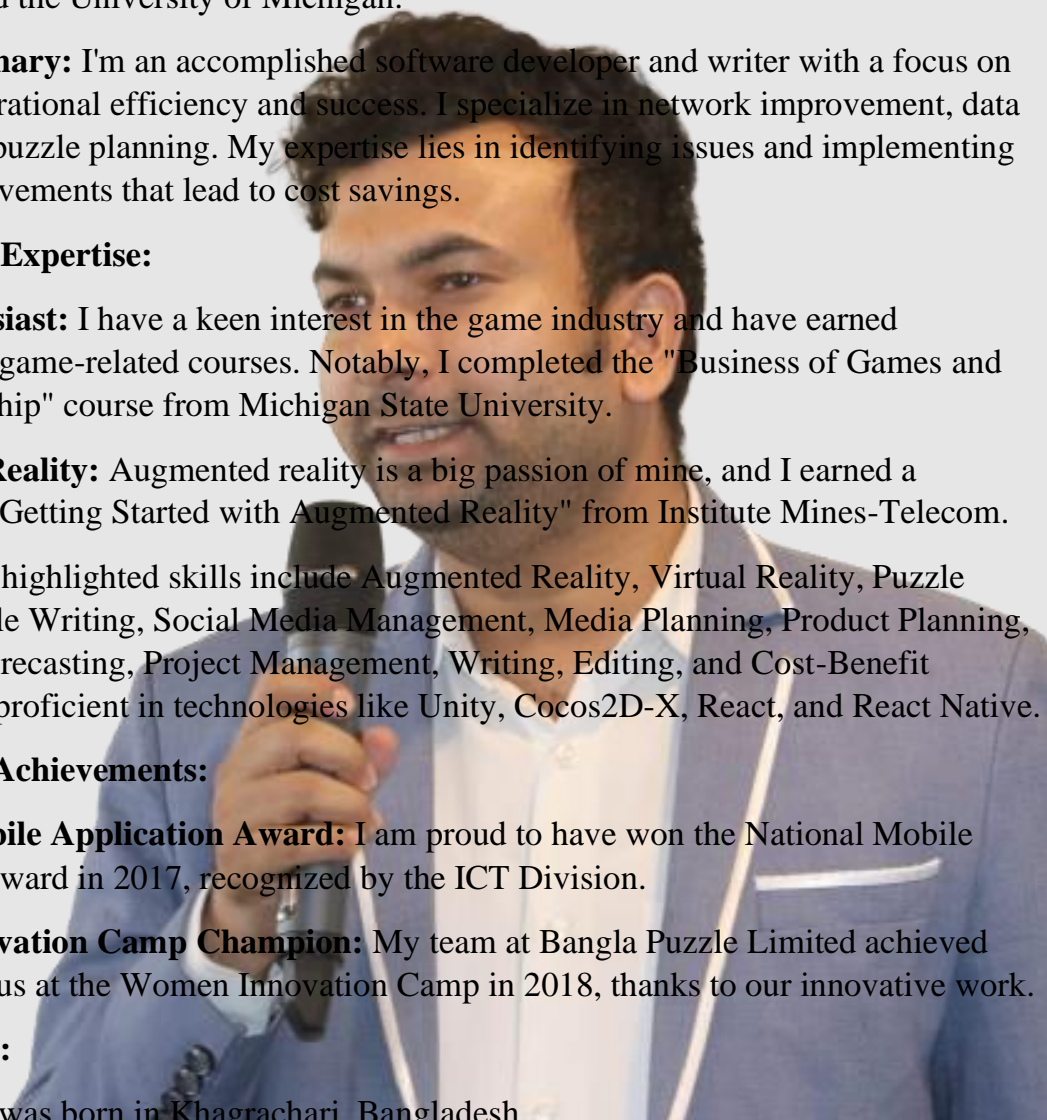 the University of Michigan.
mary: I'm an accomplished software developer and writer with a focus on
rational efficiency and success. I specialize in network improvement, data
puzzle planning. My expertise lies in identifying issues and implementing
vements that lead to cost savings.
Expertise:
siast: I have a keen interest in the game industry and have earned
game-related courses. Notably, I completed the "Business of Games and
hip" course from Michigan State University.
Reality: Augmented reality is a big passion of mine, and I earned a
Getting Started with Augmented Reality" from Institute Mines-Telecom.
highlighted skills include Augmented Reality, Virtual Reality, Puzzle
le Writing, Social Media Management, Media Planning, Product Planning,
recasting, Project Management, Writing, Editing, and Cost-Benefit
proficient in technologies like Unity, Cocos2D-X, React, and React Native.
Achievements:
bile Application Award: I am proud to have won the National Mobile
ward in 2017, recognized by the ICT Division.
vation Camp Champion: My team at Bangla Puzzle Limited achieved
us at the Women Innovation Camp in 2018, thanks to our innovative work.
:
was born in Khagrachari, Bangladesh